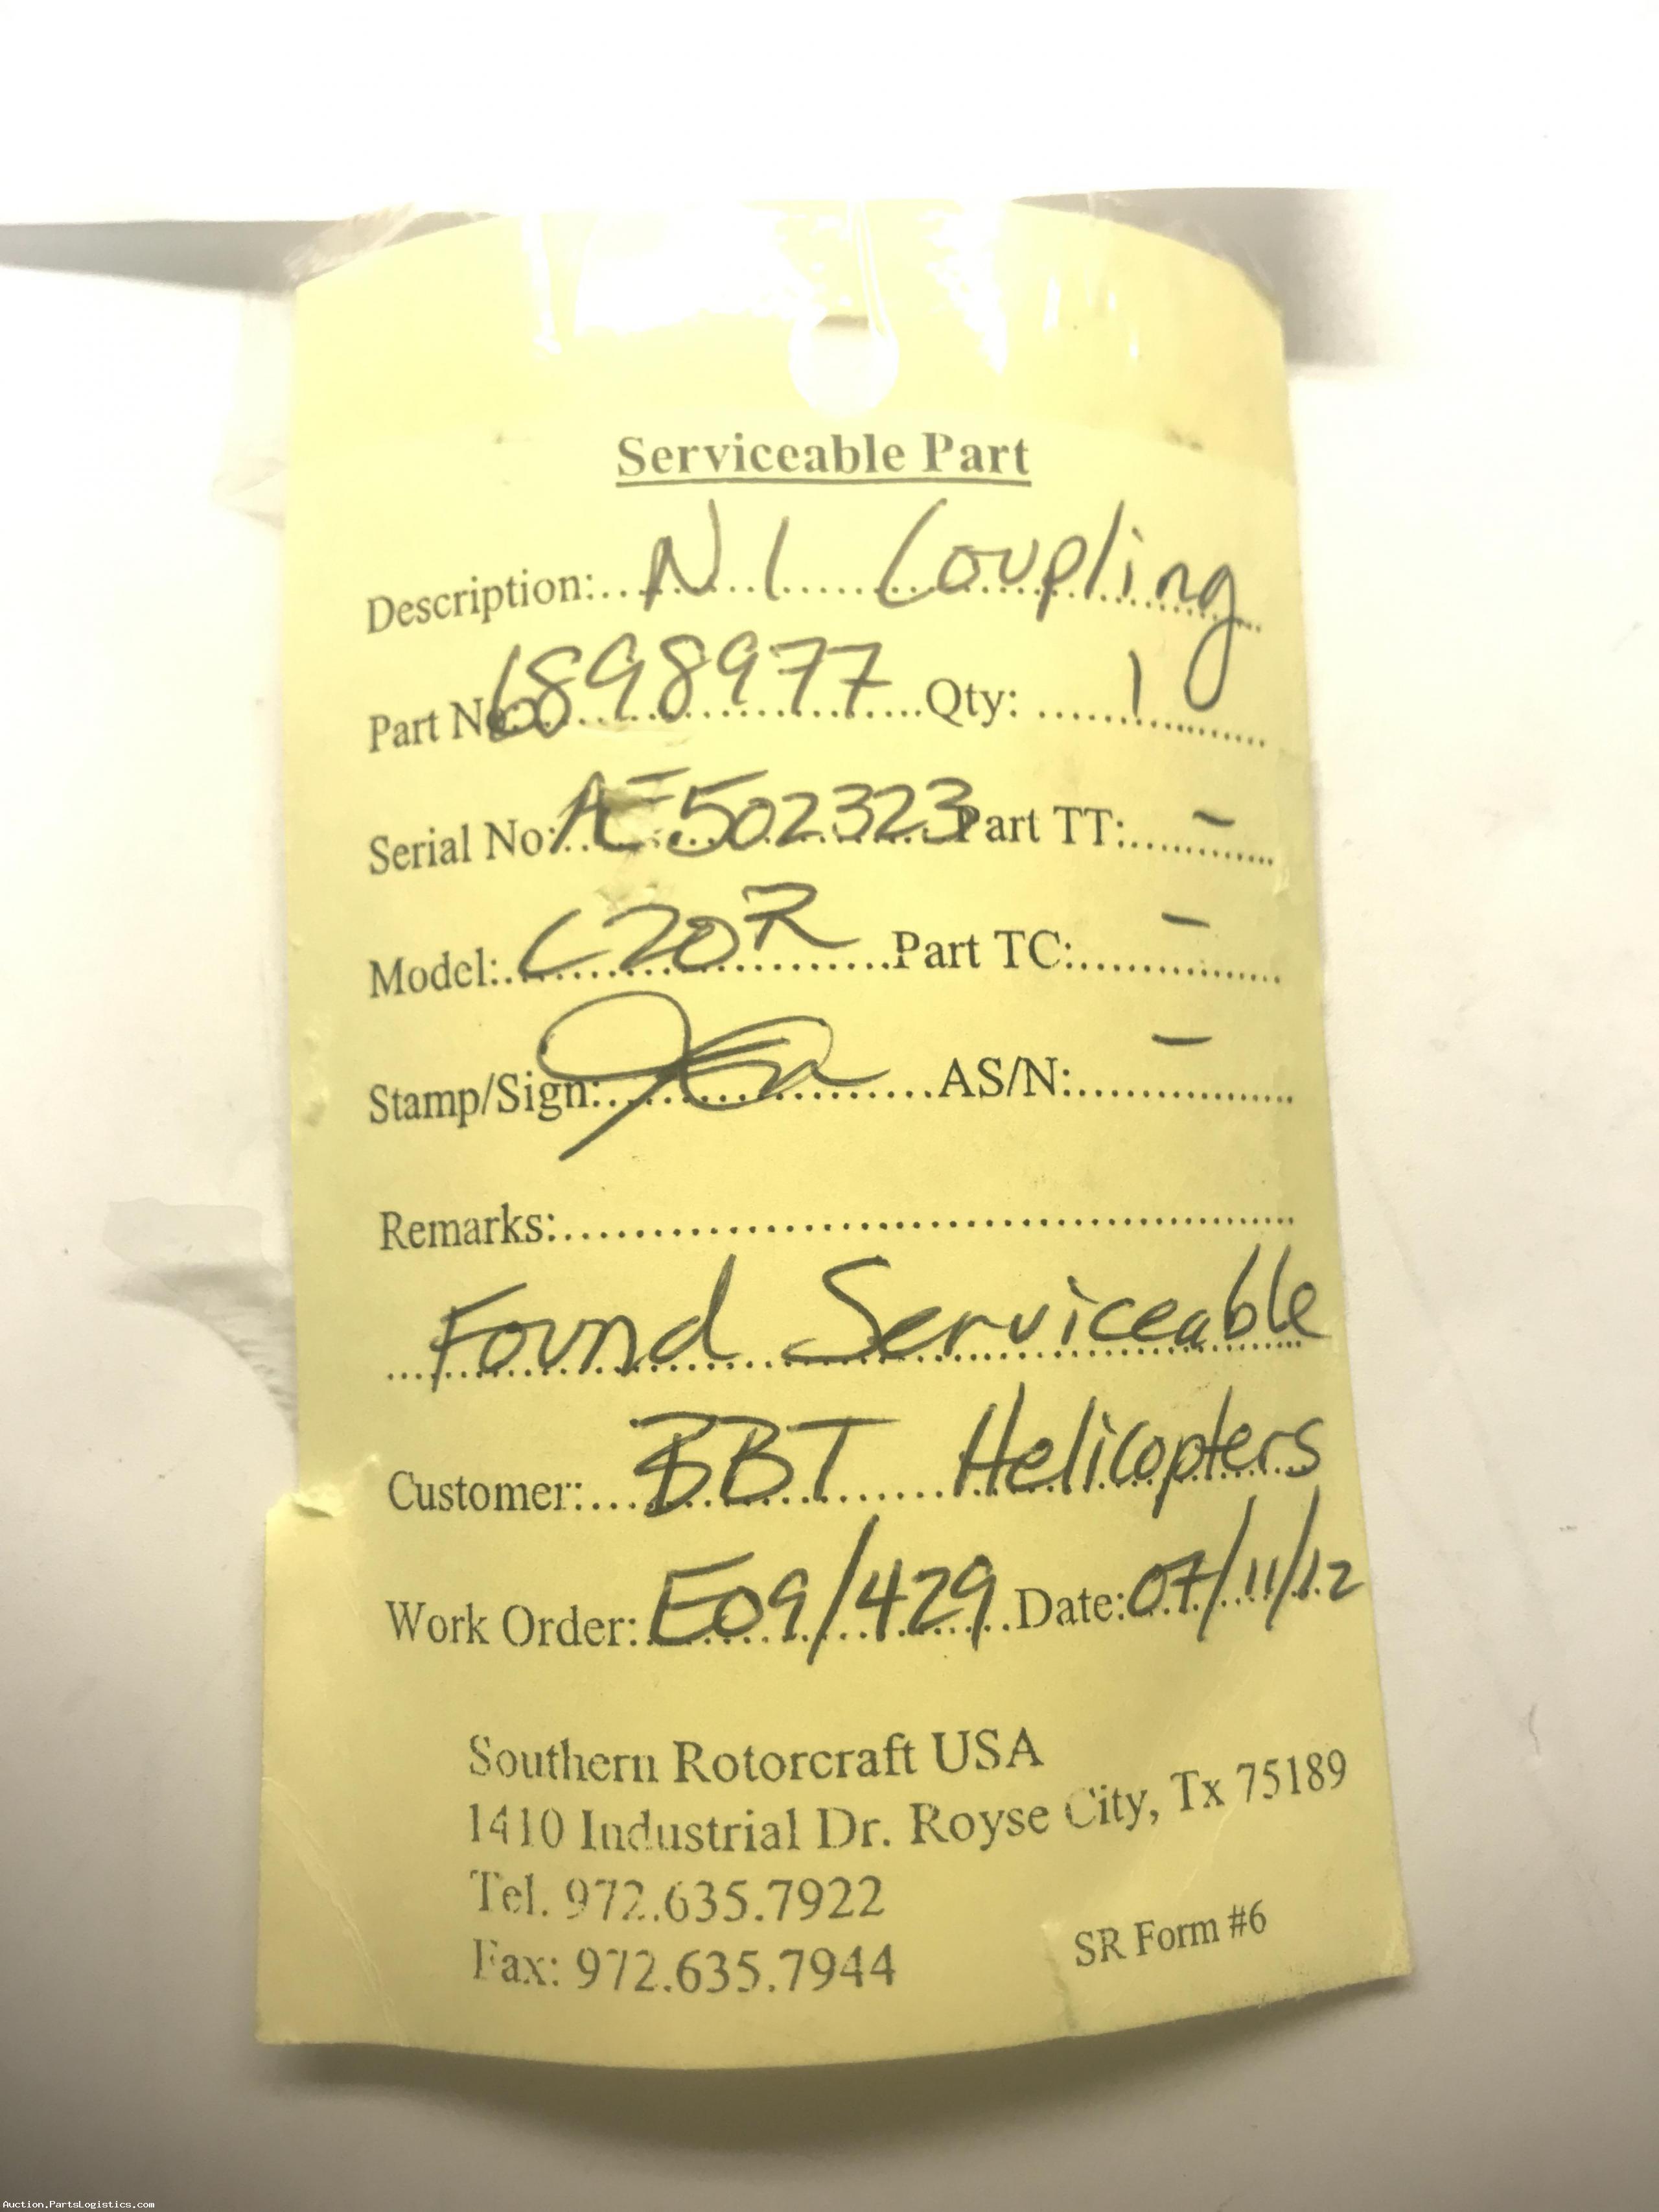 Serviceable Part
Description: N1 Coupling
Part No: 6898977 Qty: 1
Serial No: AE502323 Part TT: -
Model: C20R Part TC: -
Stamp/Sign: AS/N: -
Remarks:
Found Serviceable
Customer: BBT Helicopters
Work Order: E09/429 Date: 07/11/12
Southern Rotorcraft USA
1410 Industrial Dr. Royse City, Tx 75189
Tel. 972.635.7922
Fax: 972.635.7944
SR Form #6
Auction.PartsLogistics.com